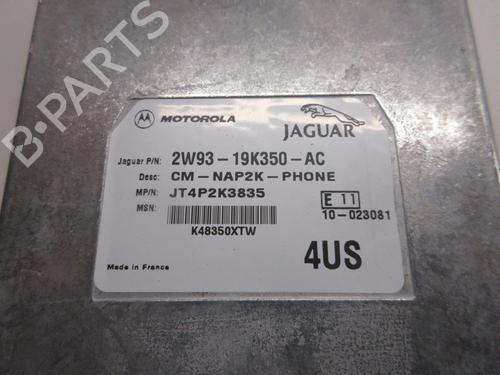 B-PARTS
MOTOROLA
JAGUAR
Jaguar P/N: 2W93-19K350-AC
Desc: CM-NAP2K-PHONE
MP/N: JT4P2K3835
MSN:
K48350XTW
E 11
10-023081
4US
Made in France